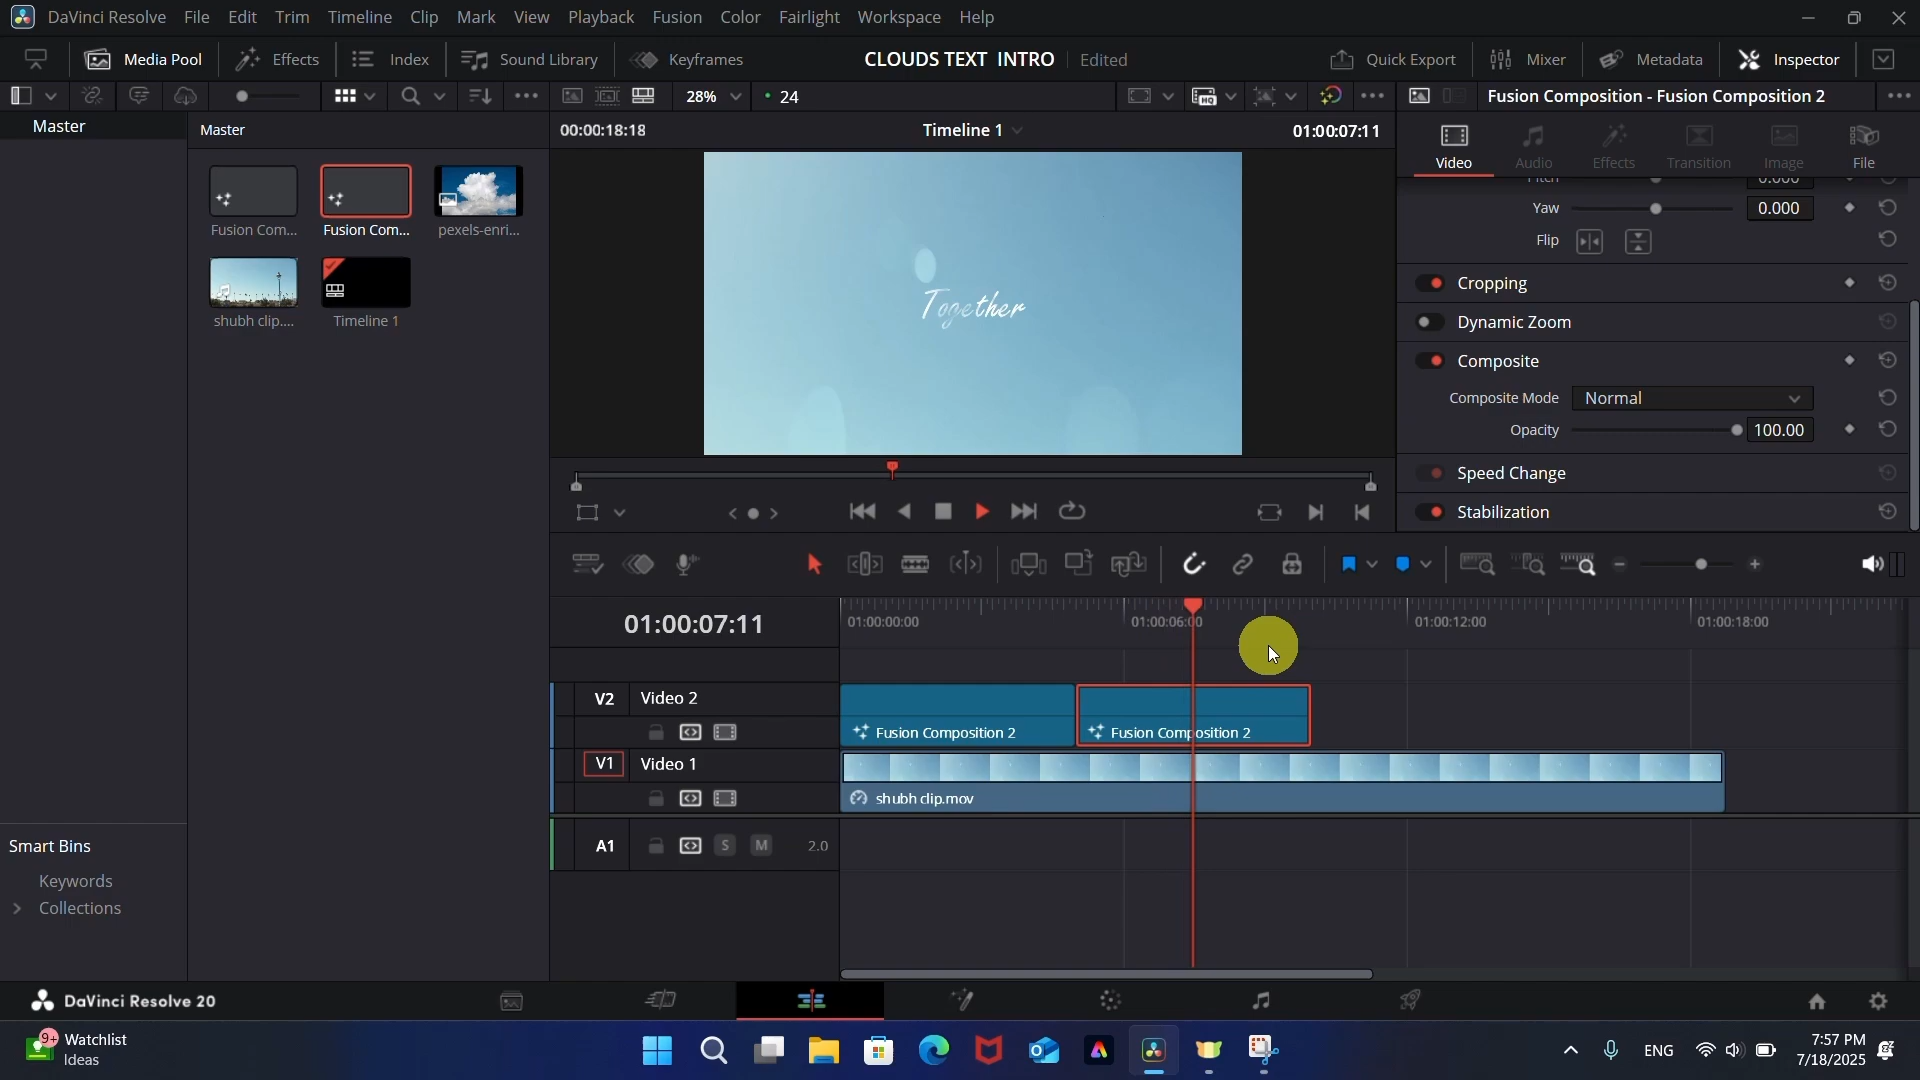 DaVinci Resolve File Edit Trim Timeline Clip Mark View Playback Fusion Color Fairlight Workspace Help
Media Pool Effects Index Sound Library Keyframes CLOUDS TEXT INTRO Edited Quick Export Mixer Metadata Inspector
28% 24 Fusion Composition - Fusion Composition 2
Master Master 00:00:18:18 Timeline 1 01:00:07:11
Video Audio Effects Transition Image File
Fusion Com... Fusion Com... pexels-enri...
shubh clip.... Timeline 1
Together
Pitch 0.000
Yaw 0.000
Flip
Cropping
Dynamic Zoom
Composite
Composite Mode Normal
Opacity 100.00
Speed Change
Stabilization
01:00:07:11 01:00:00:00 01:00:06:00 01:00:12:00 01:00:18:00
V2 Video 2
Fusion Composition 2 Fusion Composition 2
V1 Video 1
shubh clip.mov
A1 S M 2.0
Smart Bins
Keywords
Collections
DaVinci Resolve 20
9+ Watchlist
Ideas
ENG
7:57 PM
7/18/2025